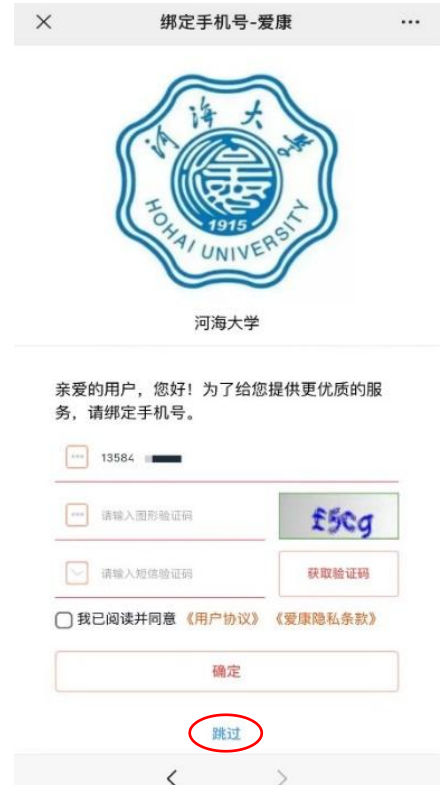 绑定手机号-爱康
河海大学
HOHAI UNIVERSITY
1915
河海大学
亲爱的用户，您好！为了给您提供更优质的服
务，请绑定手机号。
13584
请输入图形验证码
f5cg
请输入短信验证码
获取验证码
我已阅读并同意《用户协议》《爱康隐私条款》
确定
跳过